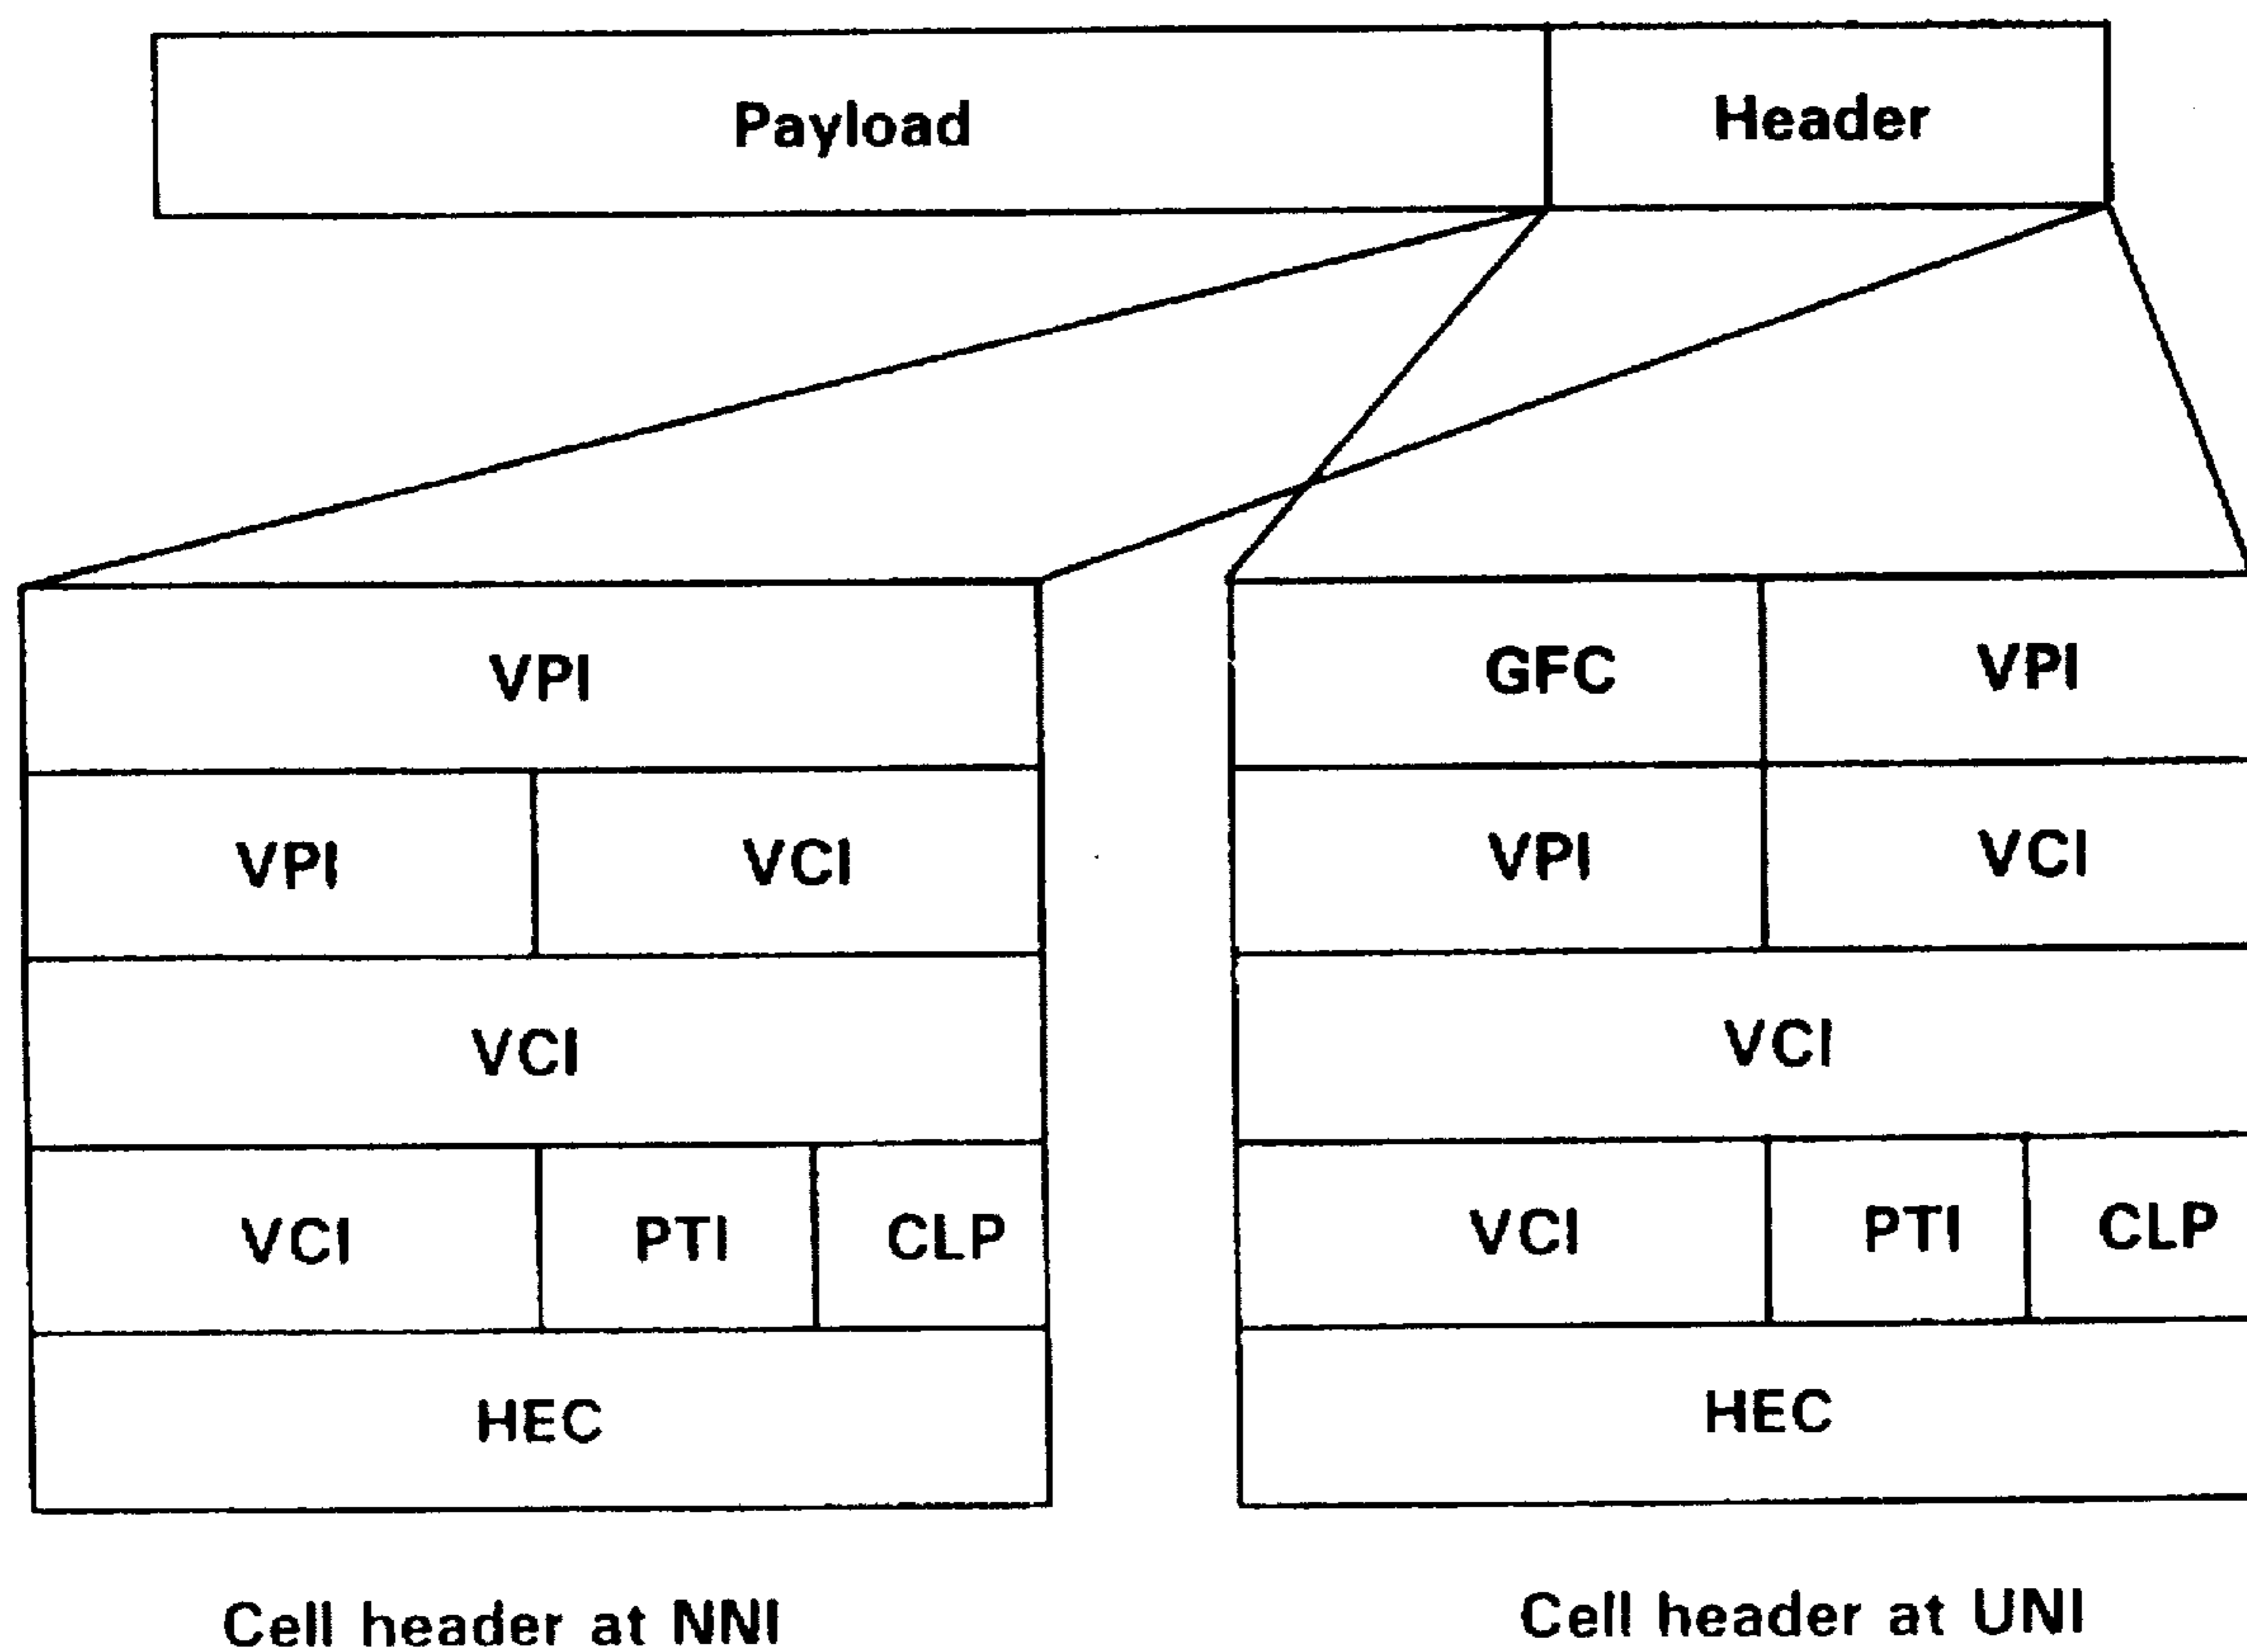 Payload Header
VPI
VPI VCI
VCI
VCI PTI CLP
HEC
Cell header at NNI
GFC VPI
VPI VCI
VCI
VCI PTI CLP
HEC
Cell header at UNI